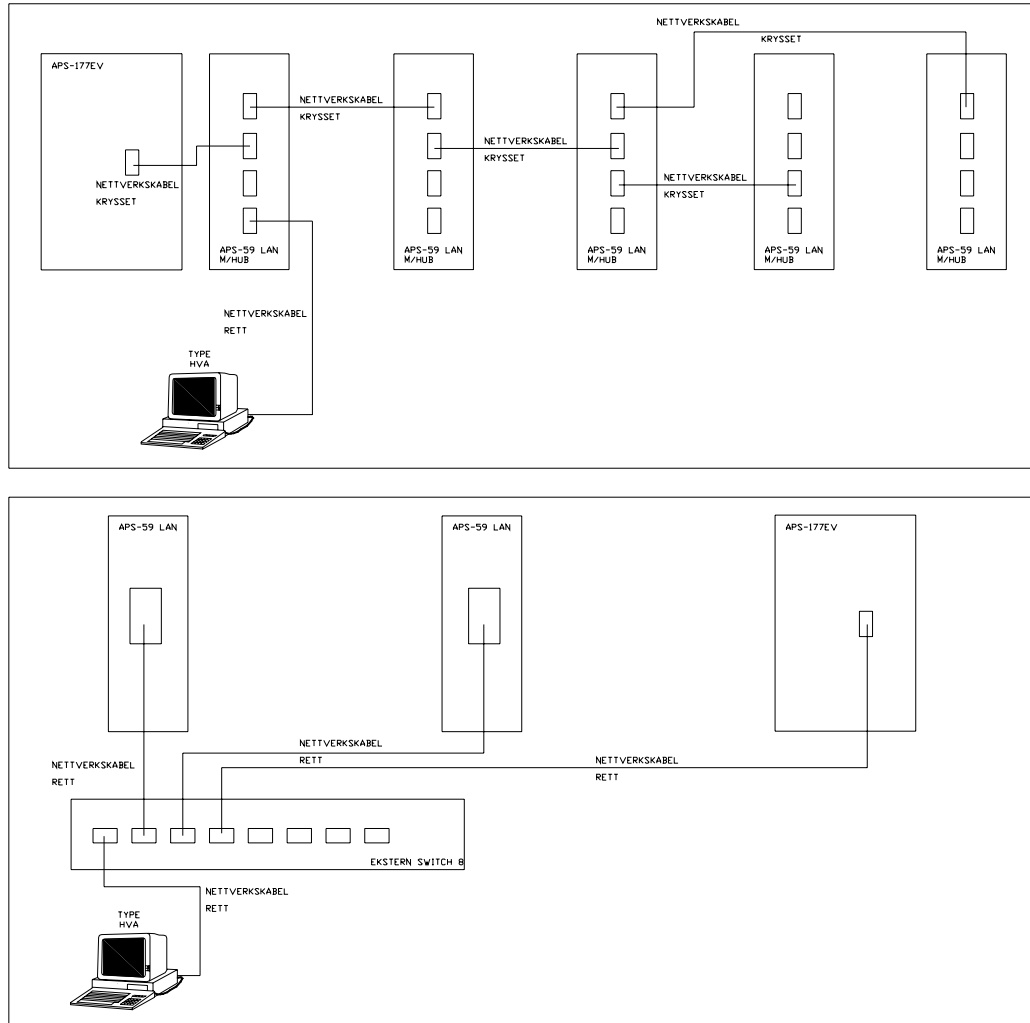 NETTVERKSKABEL
KRYSSET
APS-177EV
NETTVERKSKABEL
KRYSSET
NETTVERKSKABEL
KRYSSET
NETTVERKSKABEL
KRYSSET
NETTVERKSKABEL
KRYSSET
APS-59 LAN
M/HUB
APS-59 LAN
M/HUB
APS-59 LAN
M/HUB
APS-59 LAN
M/HUB
APS-59 LAN
M/HUB
NETTVERKSKABEL
RETT
TYPE
HVA
APS-59 LAN
APS-59 LAN
APS-177EV
NETTVERKSKABEL
RETT
NETTVERKSKABEL
RETT
NETTVERKSKABEL
RETT
EKSTERN SWITCH 8
NETTVERKSKABEL
RETT
TYPE
HVA